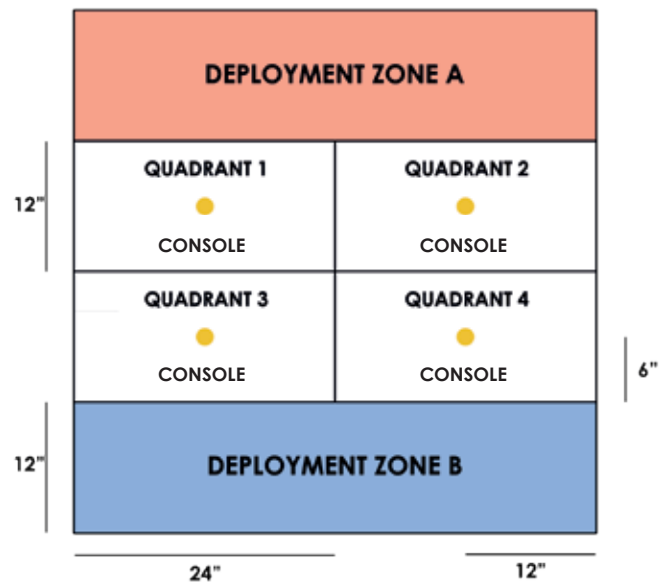 DEPLOYMENT ZONE A
QUADRANT 1
QUADRANT 2
12"
CONSOLE
CONSOLE
QUADRANT 3
QUADRANT 4
CONSOLE
CONSOLE
6"
12"
DEPLOYMENT ZONE B
24"
12"